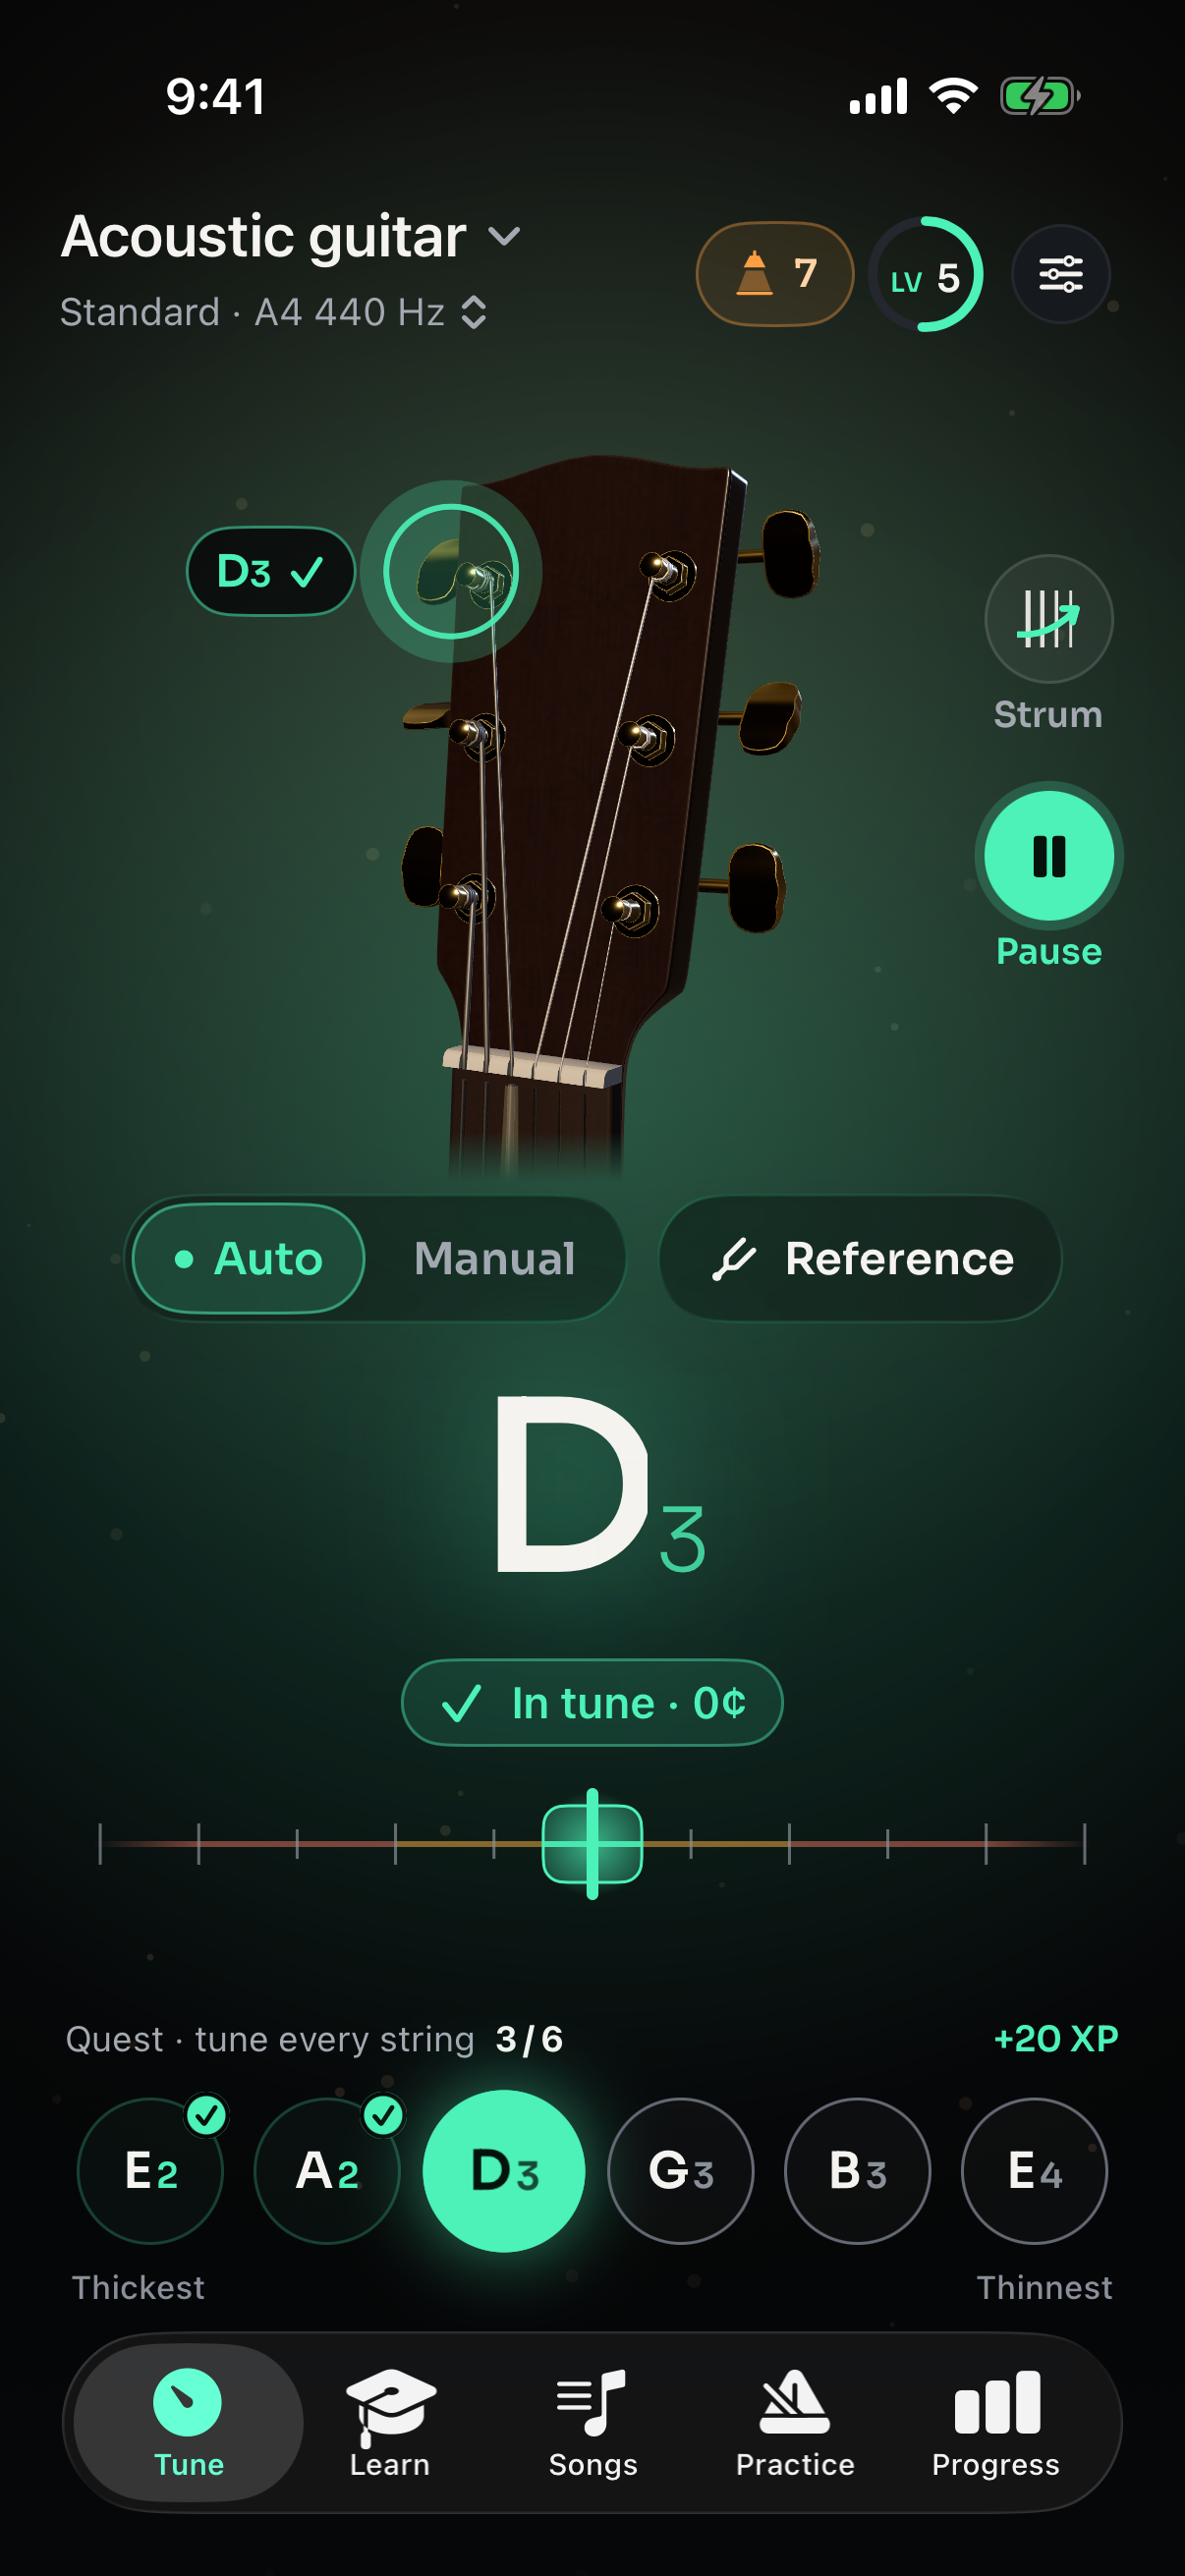 9:41
Acoustic guitar
Standard · A4 440 Hz
7
LV 5
D3
Strum
Pause
Auto
Manual
Reference
D3
In tune · 0¢
Quest · tune every string 3/6
+20 XP
E2
A2
D3
G3
B3
E4
Thickest
Thinnest
Tune
Learn
Songs
Practice
Progress